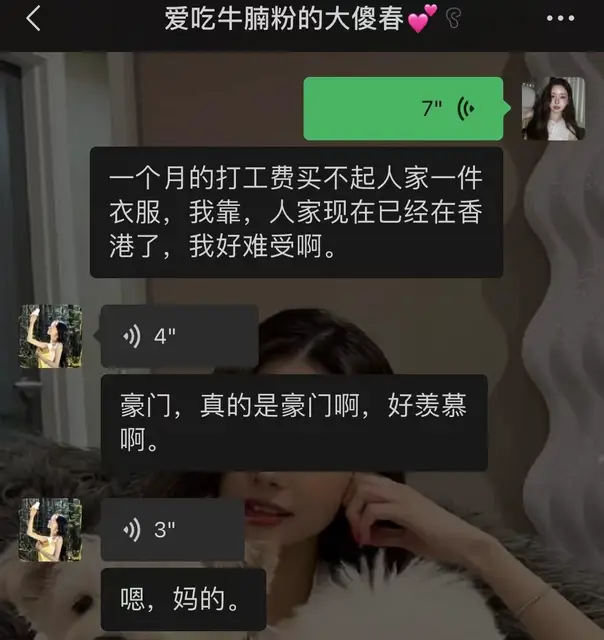 爱吃牛腩粉的大傻春💕
7"
一个月的打工费买不起人家一件
衣服，我靠，人家现在已经在香
港了，我好难受啊。
4"
豪门，真的是豪门啊，好羡慕
啊。
3"
嗯，妈的。